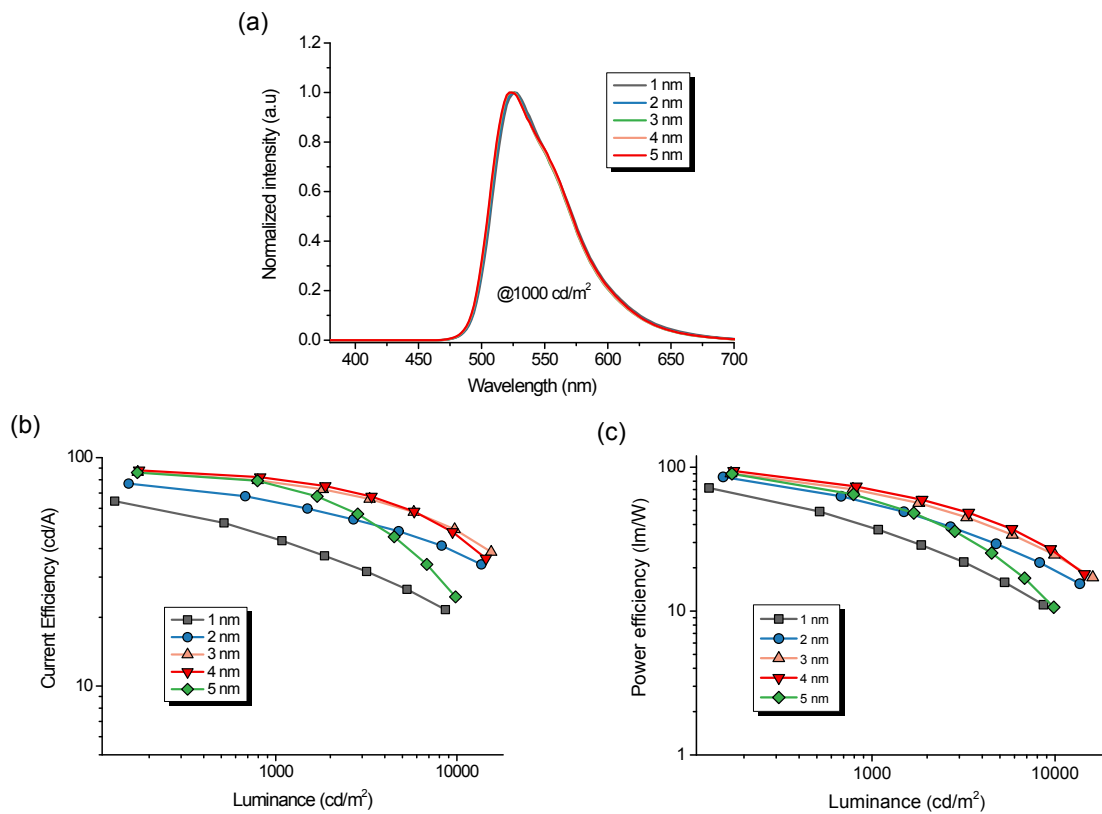 (a)
1.2
1.0
0.8
0.6
0.4
0.2
0.0
Normalized intensity (a.u)
1 nm
2 nm
3 nm
4 nm
5 nm
@1000 cd/m²
400 450 500 550 600 650 700
Wavelength (nm)
(b)
100
10
Current Efficiency (cd/A)
1 nm
2 nm
3 nm
4 nm
5 nm
1000 10000
Luminance (cd/m²)
(c)
100
10
1
Power efficiency (lm/W)
1 nm
2 nm
3 nm
4 nm
5 nm
1000 10000
Luminance (cd/m²)